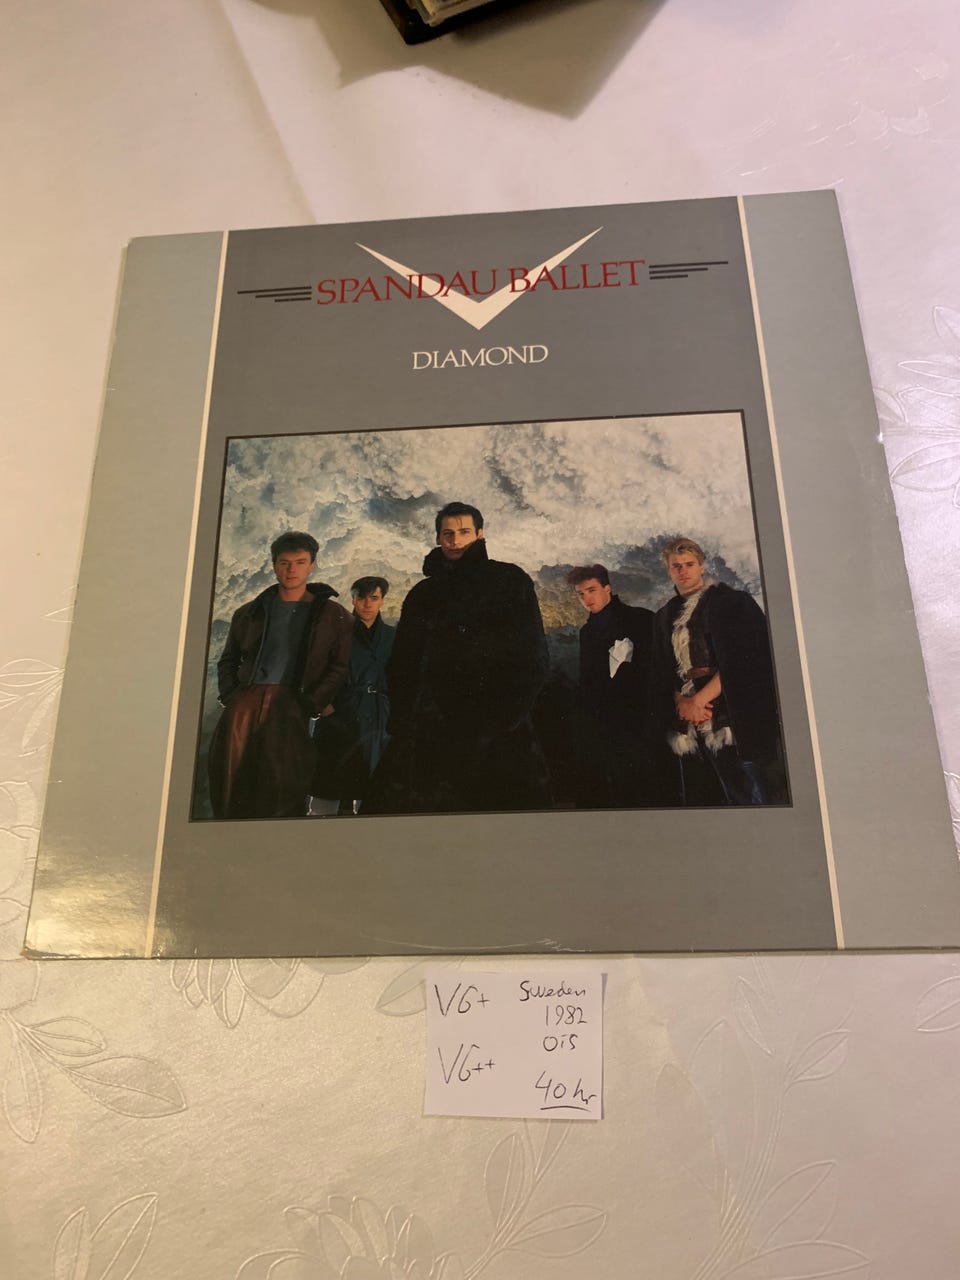 SPANDAU BALLET
DIAMOND
VG+
VG++
Sweden
1982
OIS
40 kr